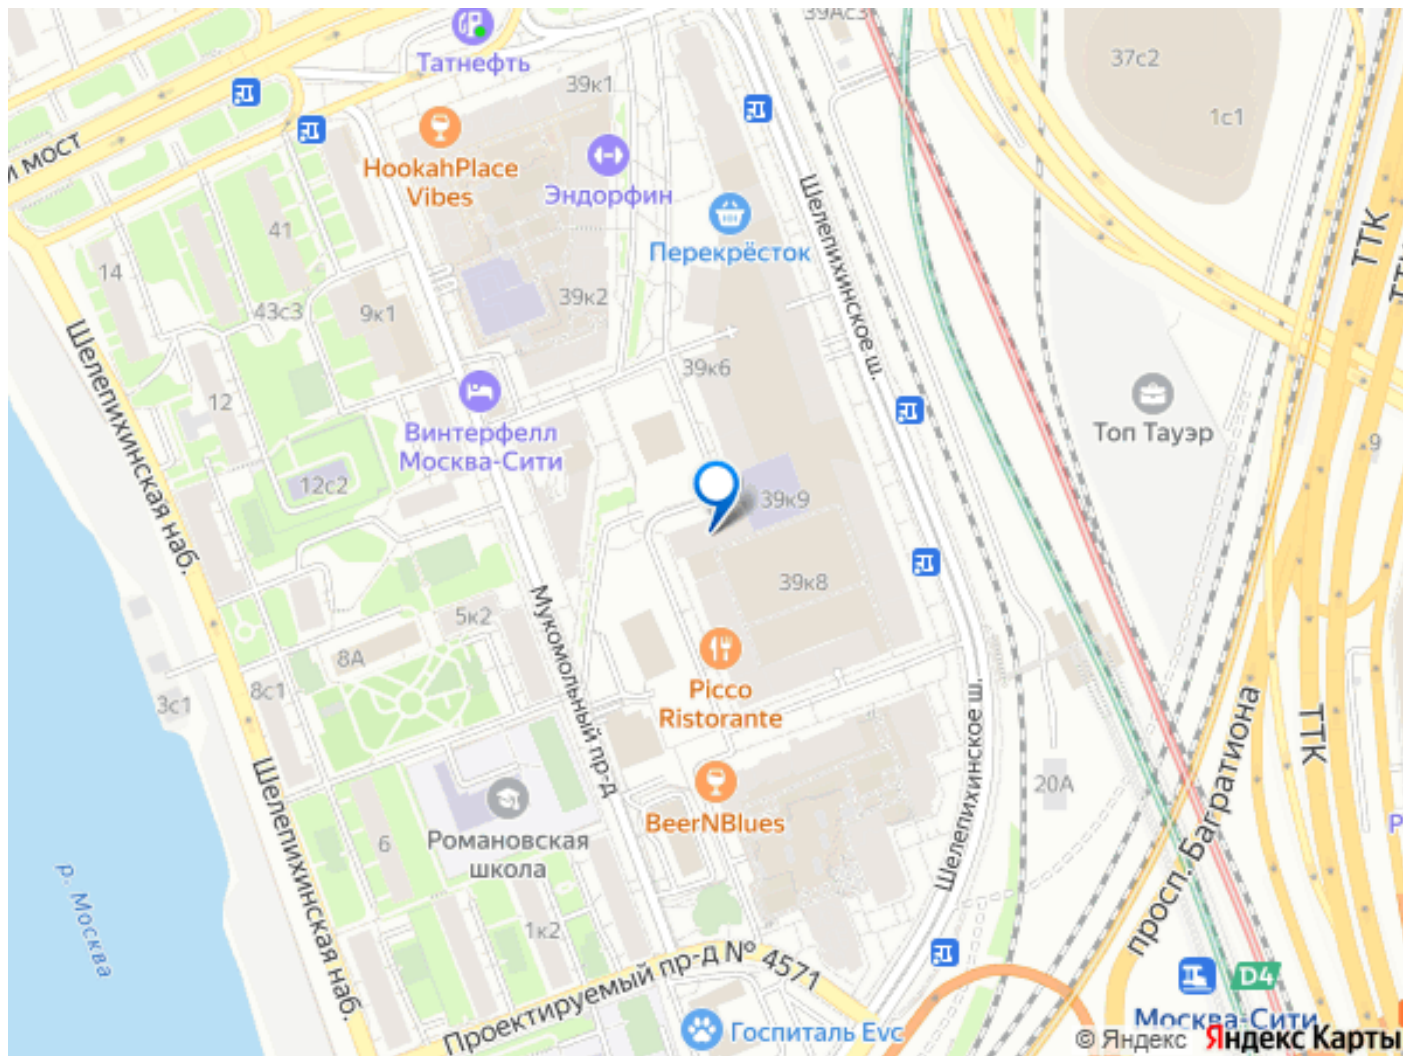 39Ас3
Татнефть
37с2
39к1
1с1
й мост
HookahPlace
Vibes
Эндорфин
Шелепихинское ш.
ТТК
41
Перекрёсток
14
43с3
9к1
39к2
39к6
Шелепихинская наб.
12
Винтерфелл
Москва-Сити
Топ Тауэр
9
12с2
39к9
39к8
Мукомольный пр-д
5к2
8А
8с1
3с1
Picco
Ristorante
Шелепихинское ш.
ТТК
просп. Багратиона
Шелепихинская наб.
20А
BeerNBlues
Романовская
школа
6
р. Москва
1к2
Проектируемый пр-д № 4571
D4
Москва-Сити
Госпиталь Evc
© Яндекс Яндекс Карты